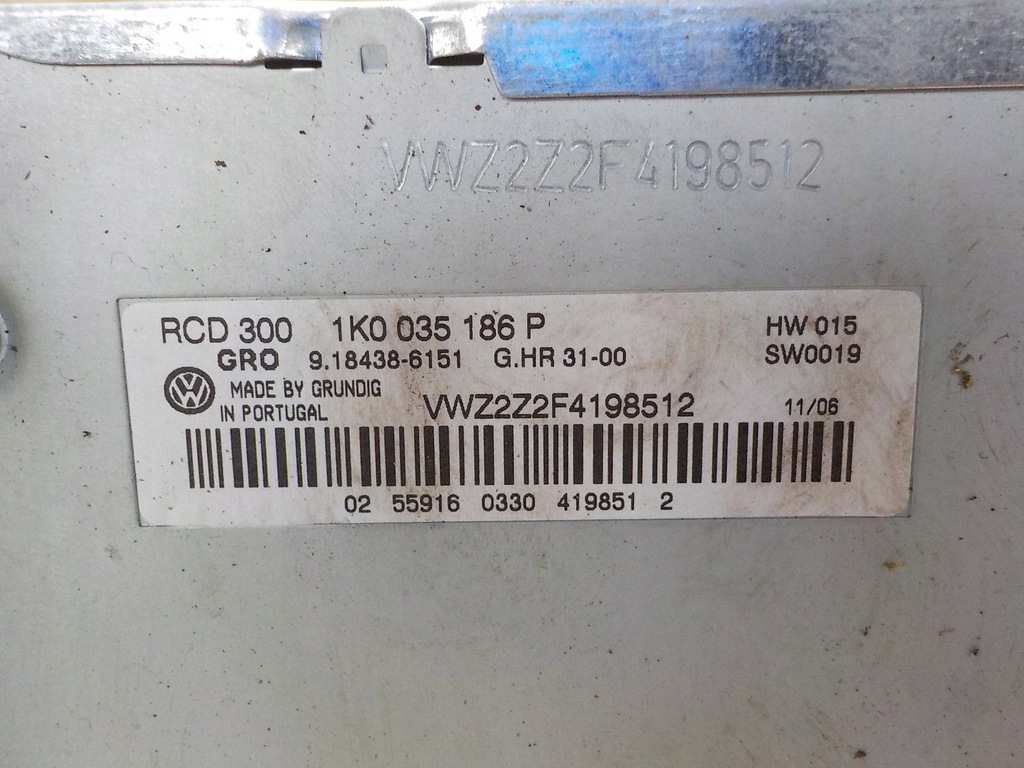 VWZ2Z2F4198512
RCD 300 1K0 035 186 P HW 015
GRO 9.18438-6151 G.HR 31-00 SW0019
VW MADE BY GRUNDIG
IN PORTUGAL VWZ2Z2F4198512 11/06
02 55916 0330 419851 2